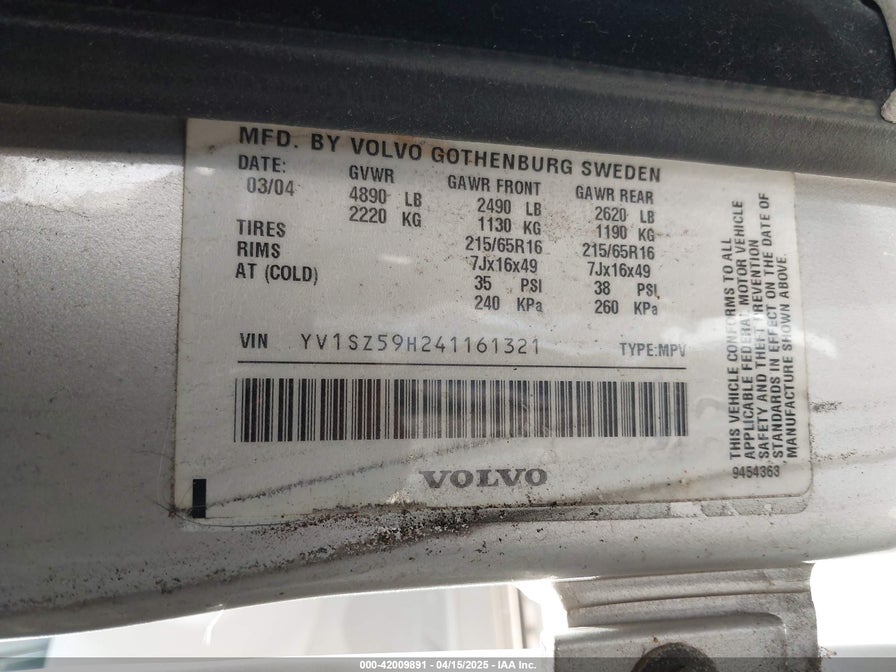 MFD. BY VOLVO GOTHENBURG SWEDEN
DATE: GVWR GAWR FRONT GAWR REAR
03/04 4890 LB 2490 LB 2620 LB
2220 KG 1130 KG 1190 KG
TIRES 215/65R16 215/65R16
RIMS 7Jx16x49 7Jx16x49
AT (COLD) 35 PSI 38 PSI
240 KPa 260 KPa
VIN YV1SZ59H241161321 TYPE:MPV
VOLVO
THIS VEHICLE CONFORMS TO ALL
APPLICABLE FEDERAL MOTOR VEHICLE
SAFETY AND THEFT PREVENTION
STANDARDS IN EFFECT ON THE DATE OF
MANUFACTURE SHOWN ABOVE.
9454363
000-42009891 - 04/15/2025 - IAA Inc.